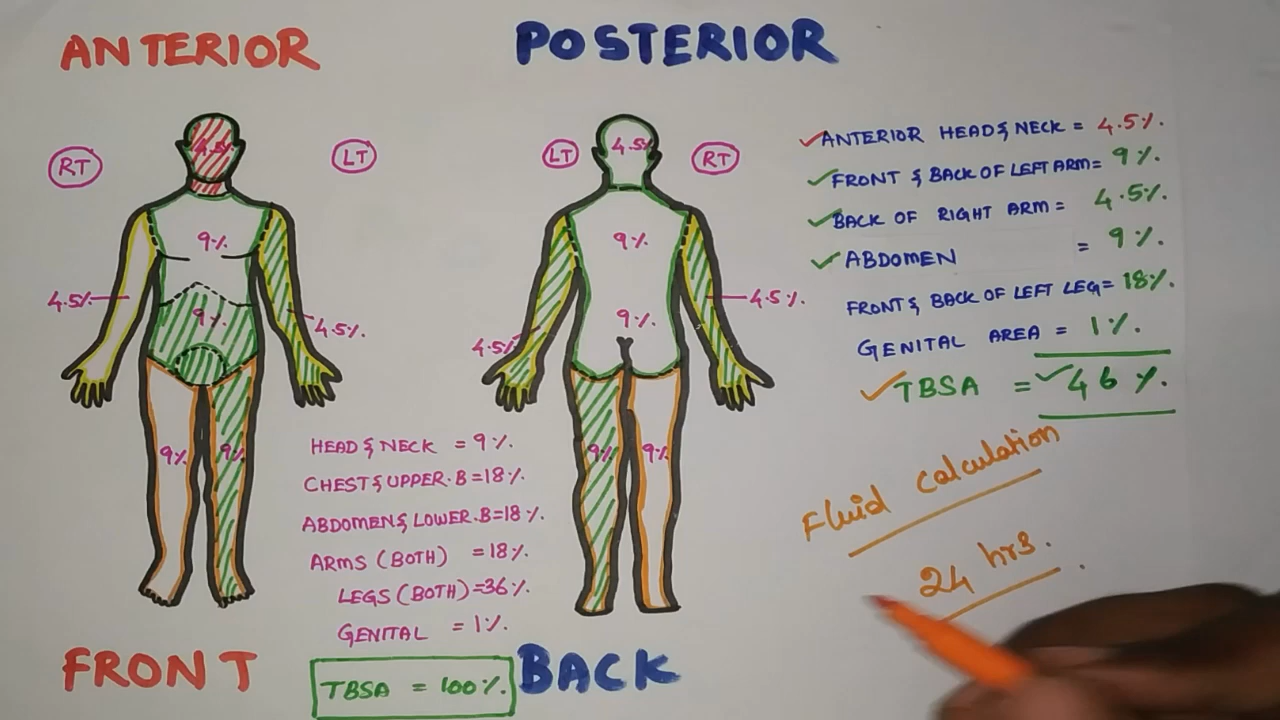 ANTERIOR
POSTERIOR
RT
LT
4.5%
9%
9%
4.5%
4.5%
9%
9%
LT
RT
4.5%
9%
9%
4.5%
4.5%
9%
9%
ANTERIOR HEAD & NECK = 4.5%.
FRONT & BACK OF LEFT ARM = 9%.
BACK OF RIGHT ARM = 4.5%.
ABDOMEN = 9%.
FRONT & BACK OF LEFT LEG = 18%.
GENITAL AREA = 1%.
TBSA = 46%.
Fluid calculation
24 hrs.
HEAD & NECK = 9%.
CHEST & UPPER.B = 18%.
ABDOMEN & LOWER.B = 18%.
ARMS (BOTH) = 18%.
LEGS (BOTH) = 36%.
GENITAL = 1%.
TBSA = 100%.
FRONT
BACK